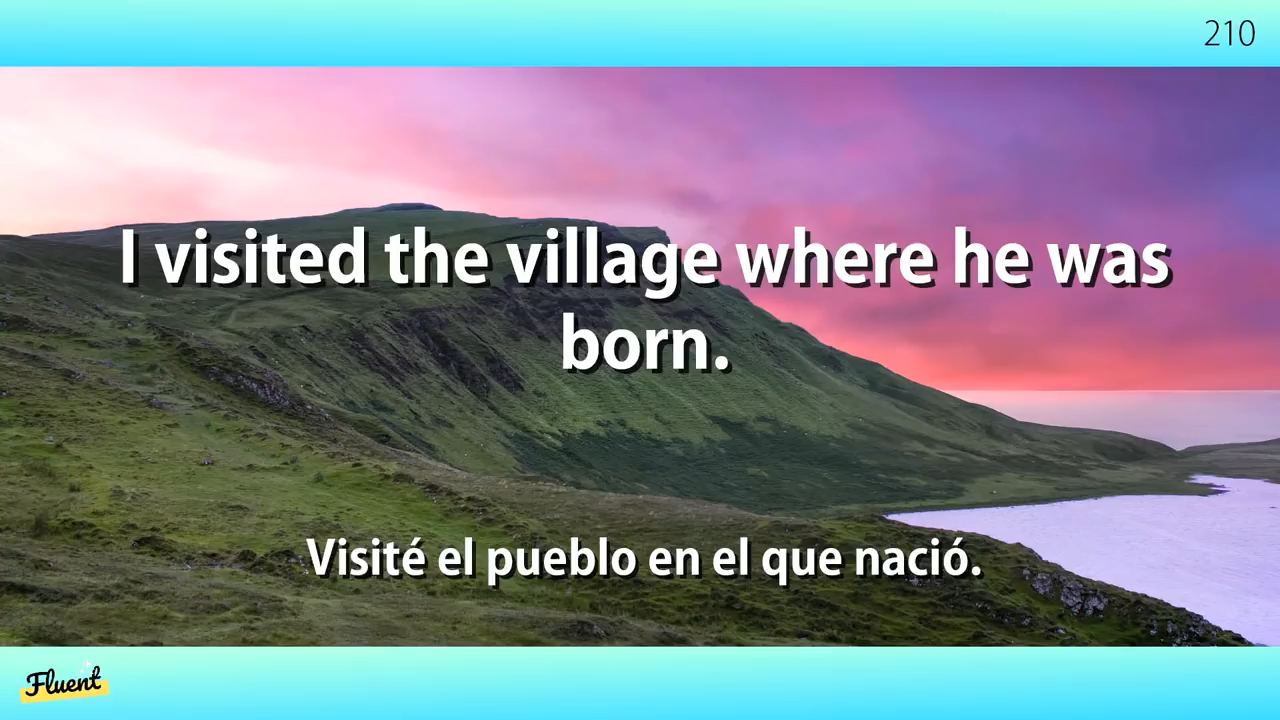 210
I visited the village where he was
born.
Visité el pueblo en el que nació.
Fluent